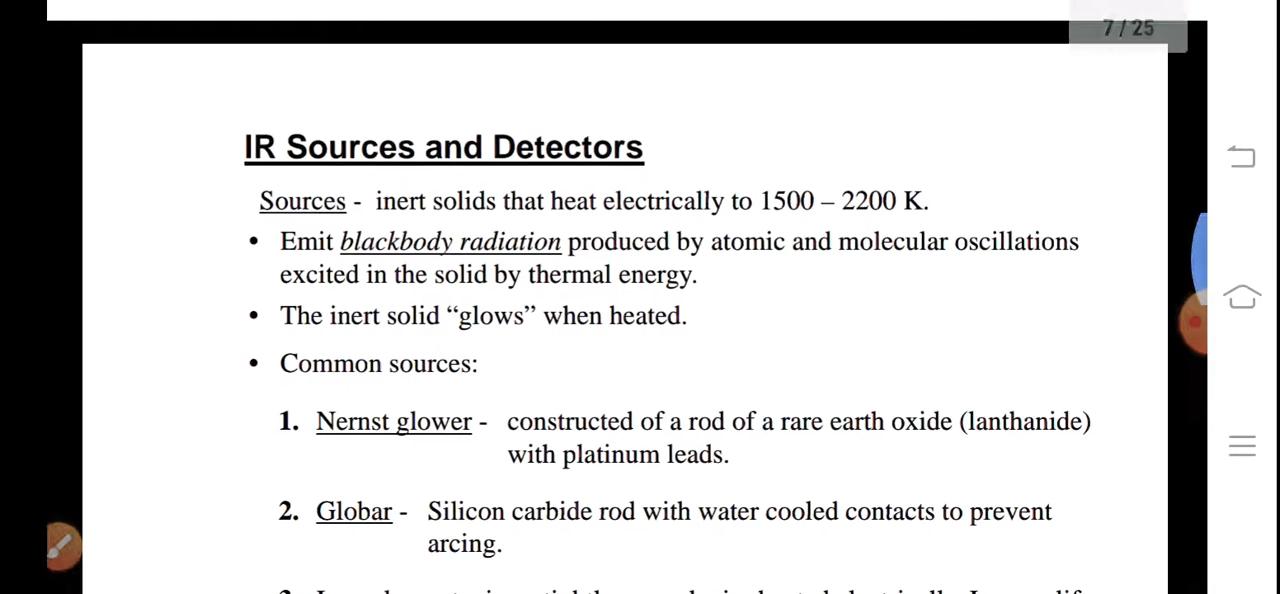 7 / 25
IR Sources and Detectors
Sources - inert solids that heat electrically to 1500 – 2200 K.
• Emit blackbody radiation produced by atomic and molecular oscillations
excited in the solid by thermal energy.
• The inert solid “glows” when heated.
• Common sources:
1. Nernst glower - constructed of a rod of a rare earth oxide (lanthanide)
with platinum leads.
2. Globar - Silicon carbide rod with water cooled contacts to prevent
arcing.